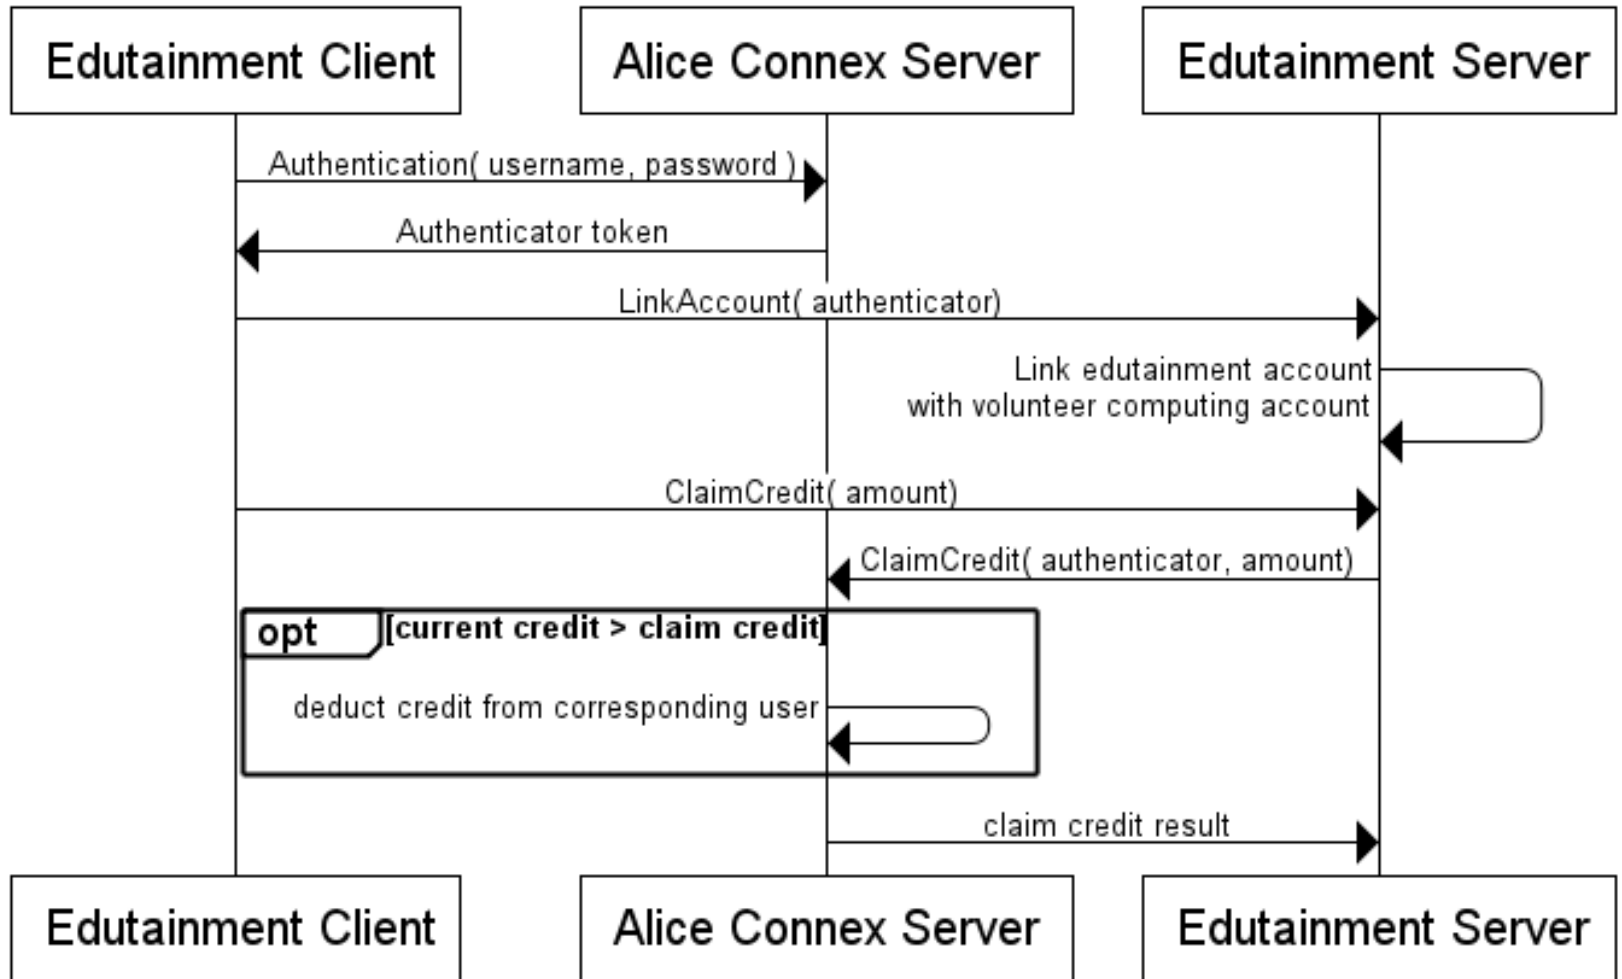 Edutainment Client
Alice Connex Server
Edutainment Server
Authentication( username, password )
Authenticator token
LinkAccount( authenticator)
Link edutainment account
with volunteer computing account
ClaimCredit( amount)
ClaimCredit( authenticator, amount)
opt
[current credit > claim credit]
deduct credit from corresponding user
claim credit result
Edutainment Client
Alice Connex Server
Edutainment Server